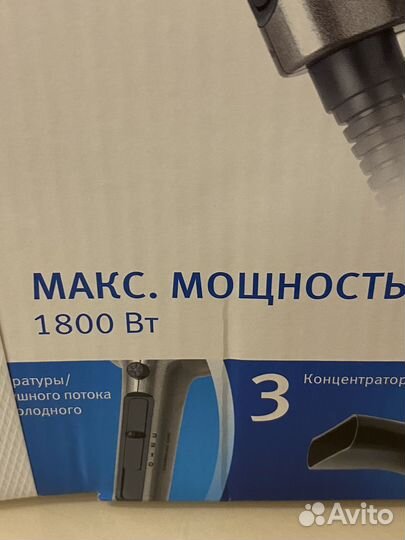 МАКС. МОЩНОСТЬ
1800 Вт
ратуры/
шного потока
олодного
3
Концентратор
Avito